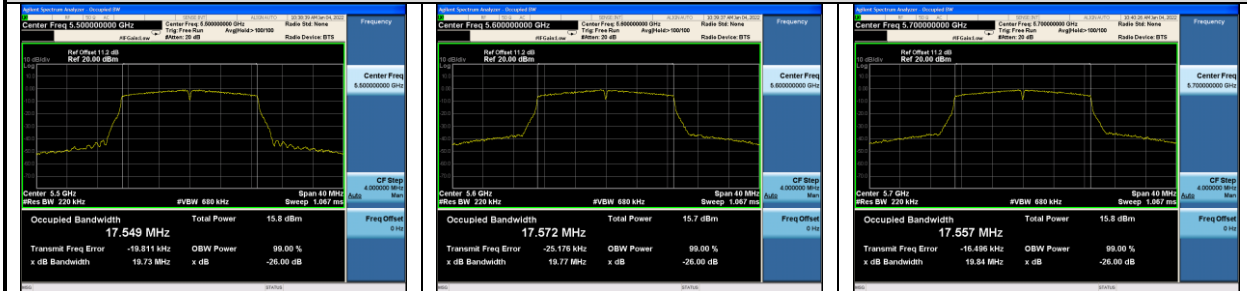 Agilent Spectrum Analyzer - Occupied BW
Center Freq 5.500000000 GHz
Center Freq: 5.500000000 GHz
Trig: Free Run Avg|Hold:>100/100
#IFGain:Low #Atten: 20 dB
10:39:39 AM Jan 04, 2022
Radio Std: None
Radio Device: BTS
Frequency
Ref Offset 11.2 dB
10 dB/div Ref 20.00 dBm
Log
Center Freq
5.500000000 GHz
Center 5.5 GHz Span 40 MHz
#Res BW 220 kHz #VBW 680 kHz Sweep 1.067 ms
CF Step
4.000000 MHz
Auto Man
Occupied Bandwidth Total Power 15.8 dBm
17.549 MHz
Transmit Freq Error -19.811 kHz OBW Power 99.00 %
x dB Bandwidth 19.73 MHz x dB -26.00 dB
Freq Offset
0 Hz
MSG STATUS
Agilent Spectrum Analyzer - Occupied BW
Center Freq 5.600000000 GHz
Center Freq: 5.600000000 GHz
Trig: Free Run Avg|Hold:>100/100
#IFGain:Low #Atten: 20 dB
Radio Std: None
Radio Device: BTS
Frequency
Ref Offset 11.2 dB
10 dB/div Ref 20.00 dBm
Log
Center Freq
5.600000000 GHz
Center 5.6 GHz Span 40 MHz
#Res BW 220 kHz #VBW 680 kHz Sweep 1.067 ms
CF Step
4.000000 MHz
Auto Man
Occupied Bandwidth Total Power 15.7 dBm
17.572 MHz
Transmit Freq Error -25.176 kHz OBW Power 99.00 %
x dB Bandwidth 19.77 MHz x dB -26.00 dB
Freq Offset
0 Hz
MSG STATUS
Agilent Spectrum Analyzer - Occupied BW
Center Freq 5.700000000 GHz
Center Freq: 5.700000000 GHz
Trig: Free Run Avg|Hold:>100/100
#IFGain:Low #Atten: 20 dB
Radio Std: None
Radio Device: BTS
Frequency
Ref Offset 11.2 dB
10 dB/div Ref 20.00 dBm
Log
Center Freq
5.700000000 GHz
Center 5.7 GHz Span 40 MHz
#Res BW 220 kHz #VBW 680 kHz Sweep 1.067 ms
CF Step
4.000000 MHz
Auto Man
Occupied Bandwidth Total Power 15.8 dBm
17.557 MHz
Transmit Freq Error -16.496 kHz OBW Power 99.00 %
x dB Bandwidth 19.84 MHz x dB -26.00 dB
Freq Offset
0 Hz
MSG STATUS